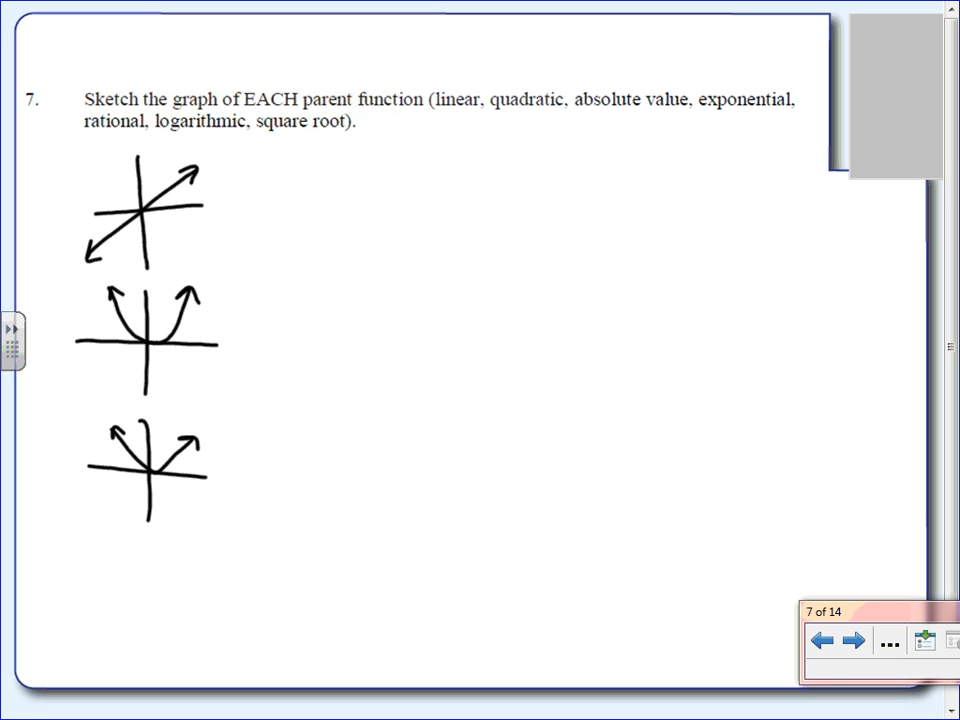 7. Sketch the graph of EACH parent function (linear, quadratic, absolute value, exponential,
rational, logarithmic, square root).
7 of 14
...